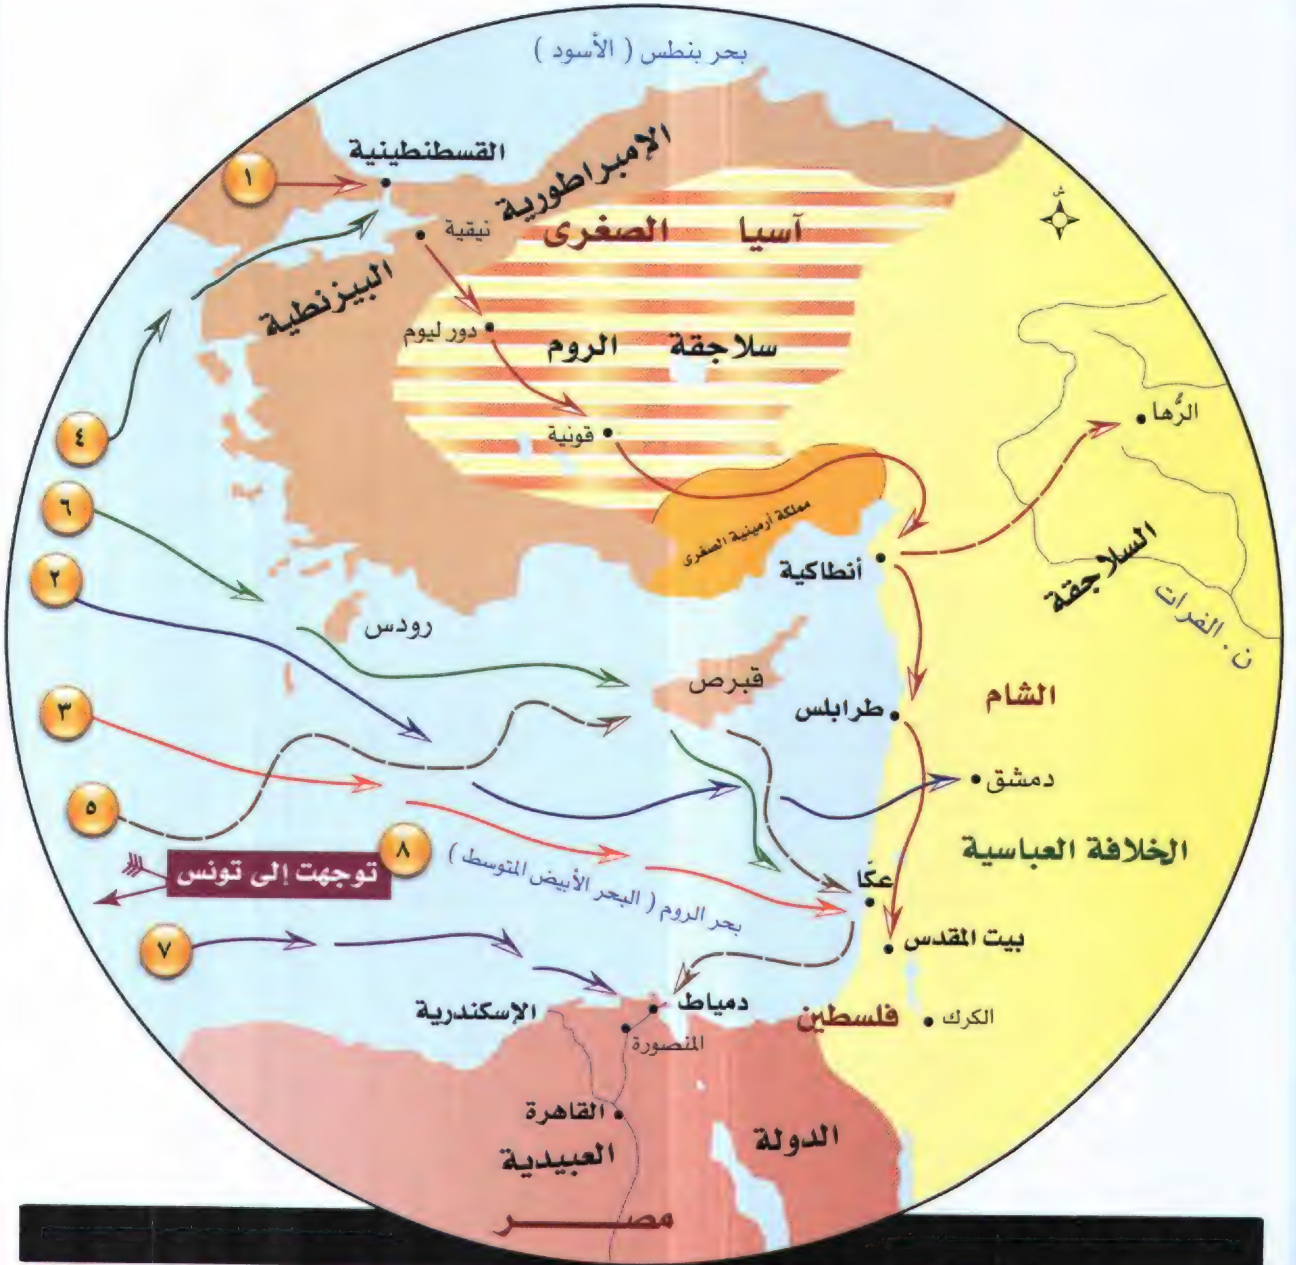 بحر بنطس ( الأسود )
القسطنطينية
١
الإمبراطورية
البيزنطية
نيقية
آسيا الصغرى
ش
دور ليوم
سلاجقة الروم
قونية
الرُّها
٤
٦
٢
مملكة أرمينية الصغرى
أنطاكية
السلاجقة
ن . الفرات
رودس
قبرص
الشام
طرابلس
٣
دمشق
٥
٨
توجهت إلى تونس
الخلافة العباسية
بحر الروم ( البحر الأبيض المتوسط )
عكّا
٧
بيت المقدس
دمياط
الإسكندرية
فلسطين
الكرك
المنصورة
القاهرة
الدولة
العبيدية
مصر